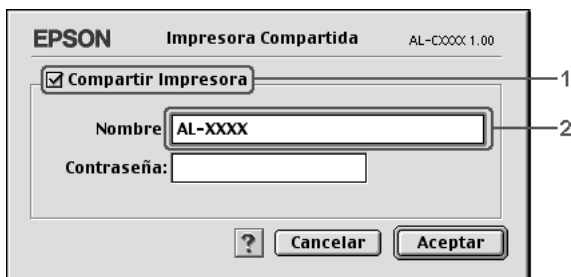 EPSON Impresora Compartida AL-CXXXX 1.00
Compartir Impresora 1
Nombre AL-XXXX 2
Contraseña:
? Cancelar Aceptar